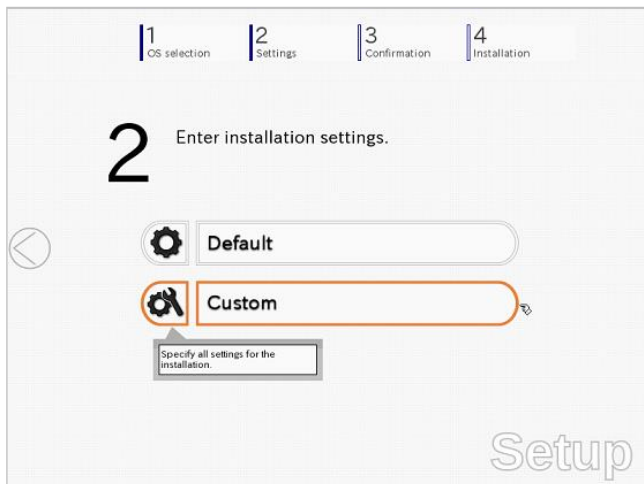 1
OS selection
2
Settings
3
Confirmation
4
Installation
2
Enter installation settings.
Default
Custom
Specify all settings for the
installation.
Setup